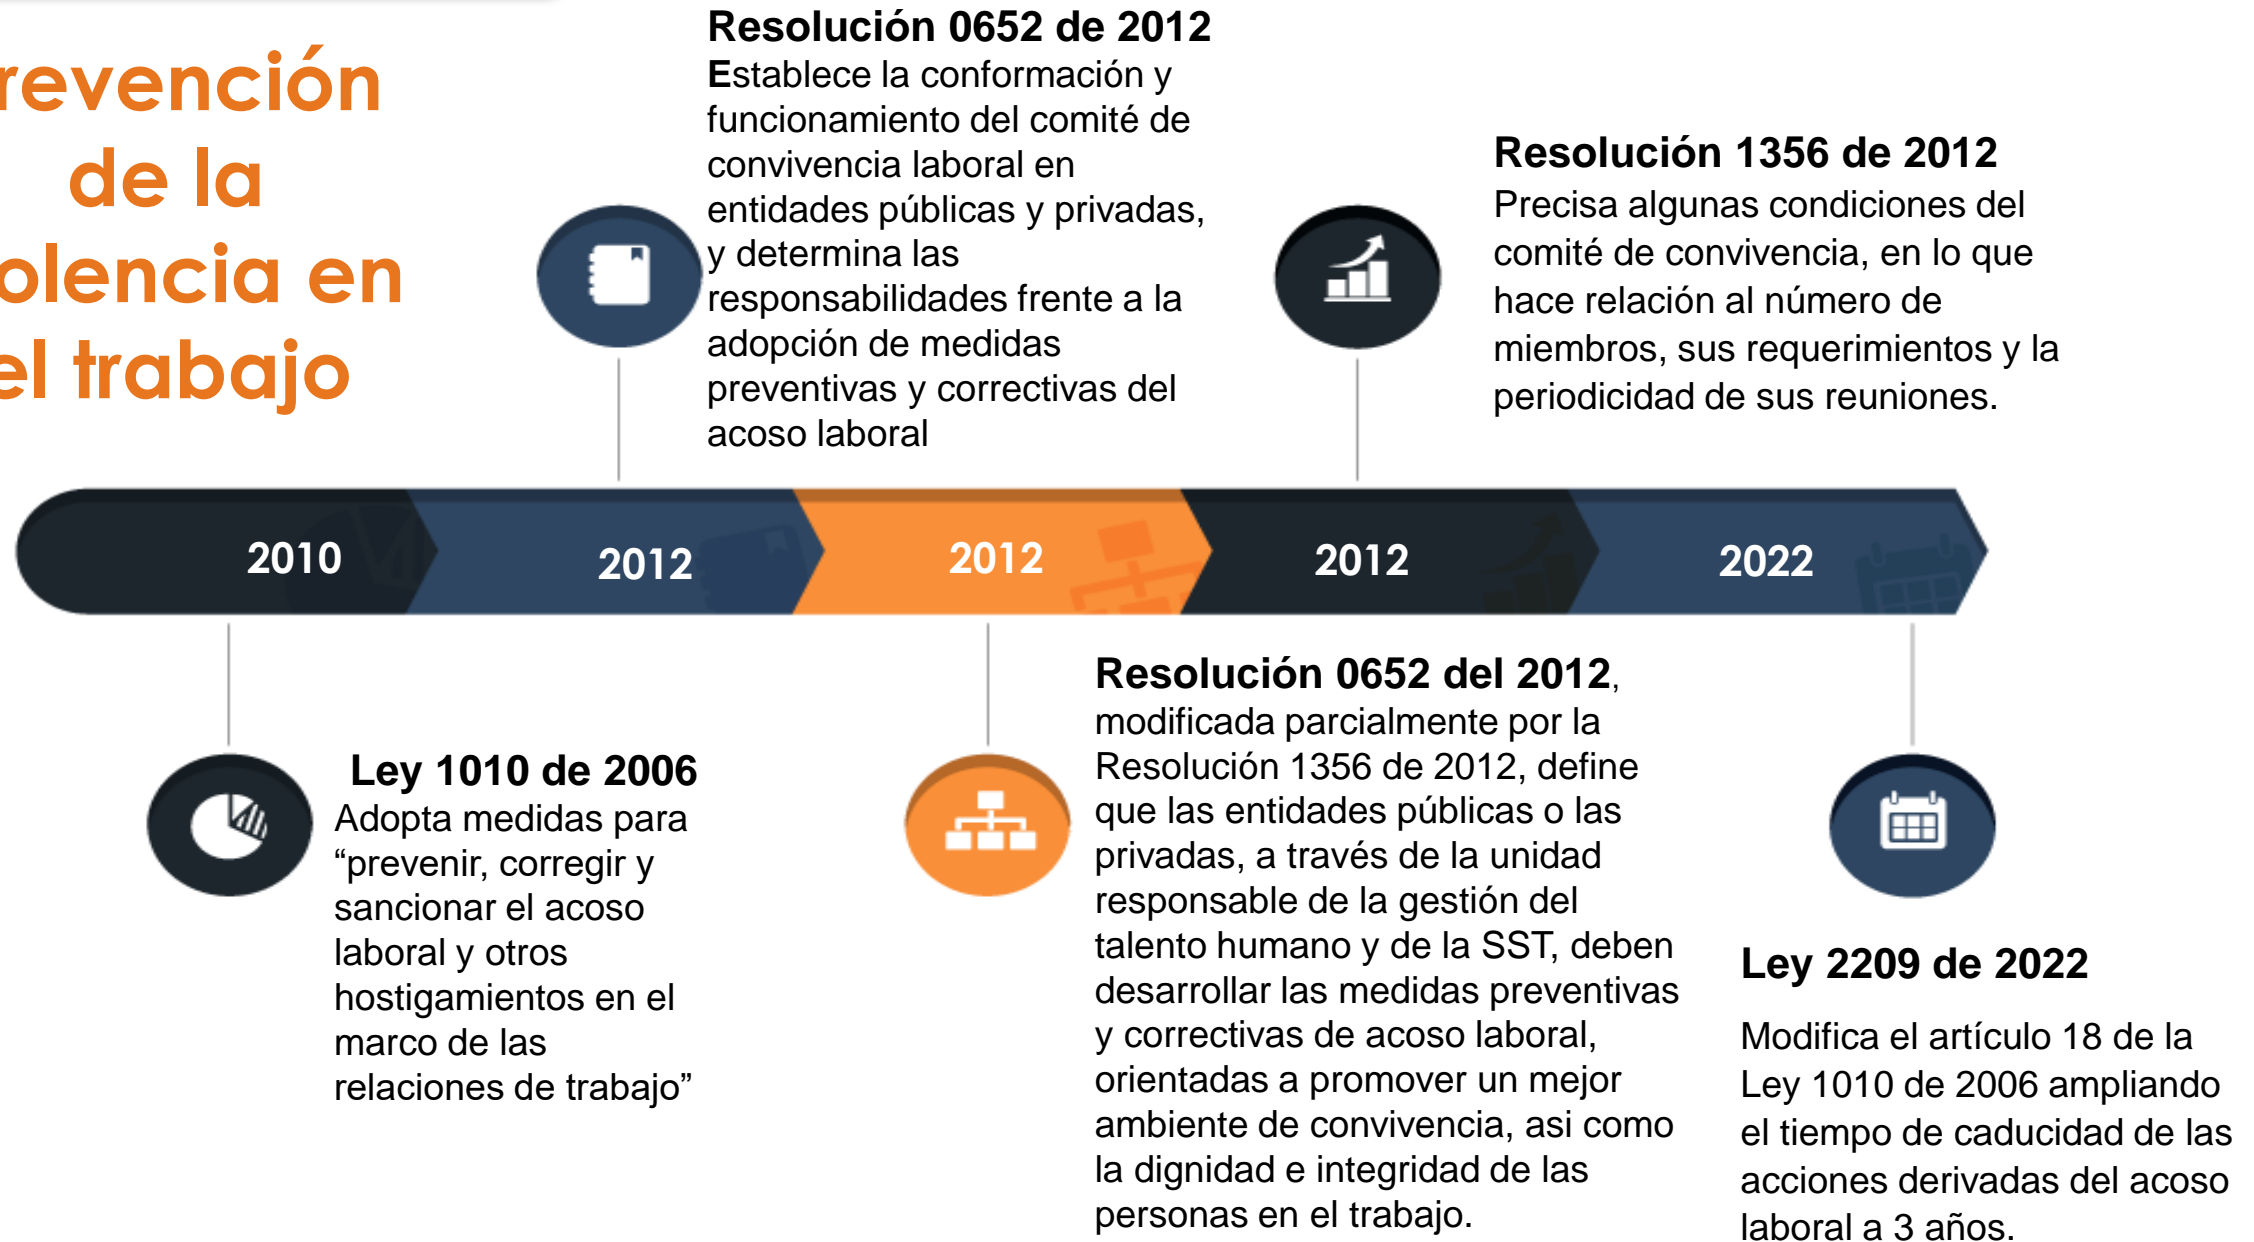 revención
de la
olencia en
el trabajo
Resolución 0652 de 2012
Establece la conformación y
funcionamiento del comité de
convivencia laboral en
entidades públicas y privadas,
y determina las
responsabilidades frente a la
adopción de medidas
preventivas y correctivas del
acoso laboral
Resolución 1356 de 2012
Precisa algunas condiciones del
comité de convivencia, en lo que
hace relación al número de
miembros, sus requerimientos y la
periodicidad de sus reuniones.
2010
2012
2012
2012
2022
Ley 1010 de 2006
Adopta medidas para
“prevenir, corregir y
sancionar el acoso
laboral y otros
hostigamientos en el
marco de las
relaciones de trabajo”
Resolución 0652 del 2012,
modificada parcialmente por la
Resolución 1356 de 2012, define
que las entidades públicas o las
privadas, a través de la unidad
responsable de la gestión del
talento humano y de la SST, deben
desarrollar las medidas preventivas
y correctivas de acoso laboral,
orientadas a promover un mejor
ambiente de convivencia, asi como
la dignidad e integridad de las
personas en el trabajo.
Ley 2209 de 2022
Modifica el artículo 18 de la
Ley 1010 de 2006 ampliando
el tiempo de caducidad de las
acciones derivadas del acoso
laboral a 3 años.